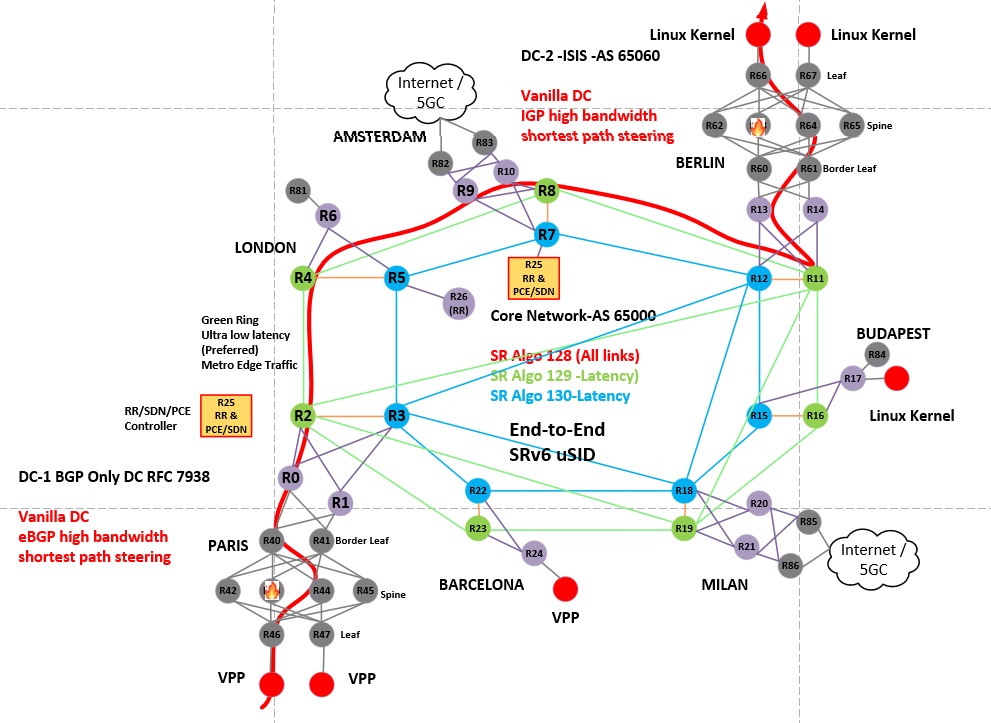 Linux Kernel
Linux Kernel
DC-2 -ISIS -AS 65060
Internet /
5GC
R66
R67
Leaf
Vanilla DC
IGP high bandwidth
shortest path steering
R62
R64
R65
Spine
AMSTERDAM
R83
R82
R10
BERLIN
R60
R61
Border Leaf
R81
R9
R8
R6
R13
R14
LONDON
R7
R4
R5
R25
RR &
PCE/SDN
R12
R11
R26
(RR)
Core Network-AS 65000
Green Ring
Ultra low latency
(Preferred)
Metro Edge Traffic
SR Algo 128 (All links)
SR Algo 129 -Latency)
SR Algo 130-Latency
BUDAPEST
R84
R17
Linux Kernel
RR/SDN/PCE
Controller
R25
RR &
PCE/SDN
R2
R3
R15
R16
End-to-End
SRv6 uSID
DC-1 BGP Only DC RFC 7938
R0
R1
R22
R18
R20
R85
Vanilla DC
eBGP high bandwidth
shortest path steering
R23
R19
PARIS
R40
R41
Border Leaf
R24
R21
R86
Internet /
5GC
BARCELONA
MILAN
R42
R44
R45
Spine
VPP
R46
R47
Leaf
VPP
VPP